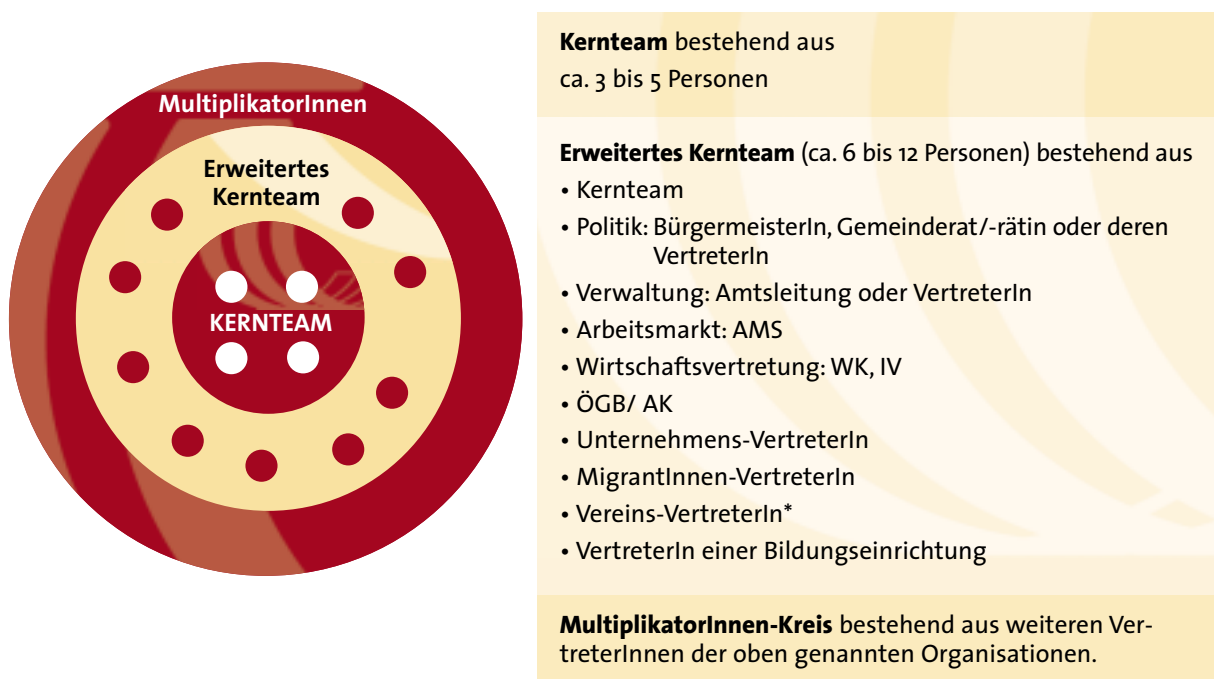 MultiplikatorInnen
Erweitertes
Kernteam
KERNTEAM
Kernteam bestehend aus
ca. 3 bis 5 Personen
Erweitertes Kernteam (ca. 6 bis 12 Personen) bestehend aus
• Kernteam
• Politik: BürgermeisterIn, Gemeinderat/-rätin oder deren
VertreterIn
• Verwaltung: Amtsleitung oder VertreterIn
• Arbeitsmarkt: AMS
• Wirtschaftsvertretung: WK, IV
• ÖGB/ AK
• Unternehmens-VertreterIn
• MigrantInnen-VertreterIn
• Vereins-VertreterIn*
• VertreterIn einer Bildungseinrichtung
MultiplikatorInnen-Kreis bestehend aus weiteren Ver-
treterInnen der oben genannten Organisationen.